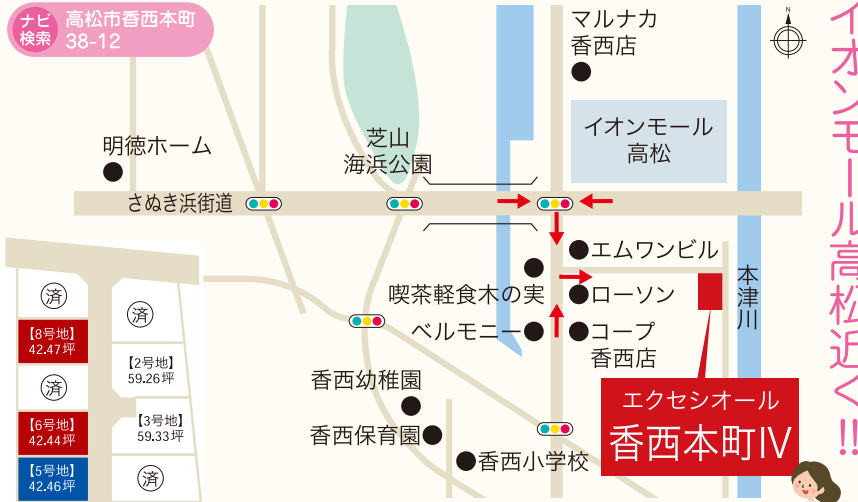 ナビ
検索
高松市香西本町
38-12
マルナカ
香西店
N
イオンモール高松近く!!
イオンモール
高松
明徳ホーム
芝山
海浜公園
さぬき浜街道
エムワンビル
喫茶軽食木の実
ローソン
本津川
ベルモニー
コープ
香西店
香西幼稚園
香西保育園
香西小学校
エクセシオール
香西本町Ⅳ
済
済
【8号地】
42.47坪
【2号地】
59.26坪
済
【6号地】
42.44坪
【3号地】
59.33坪
【5号地】
42.46坪
済